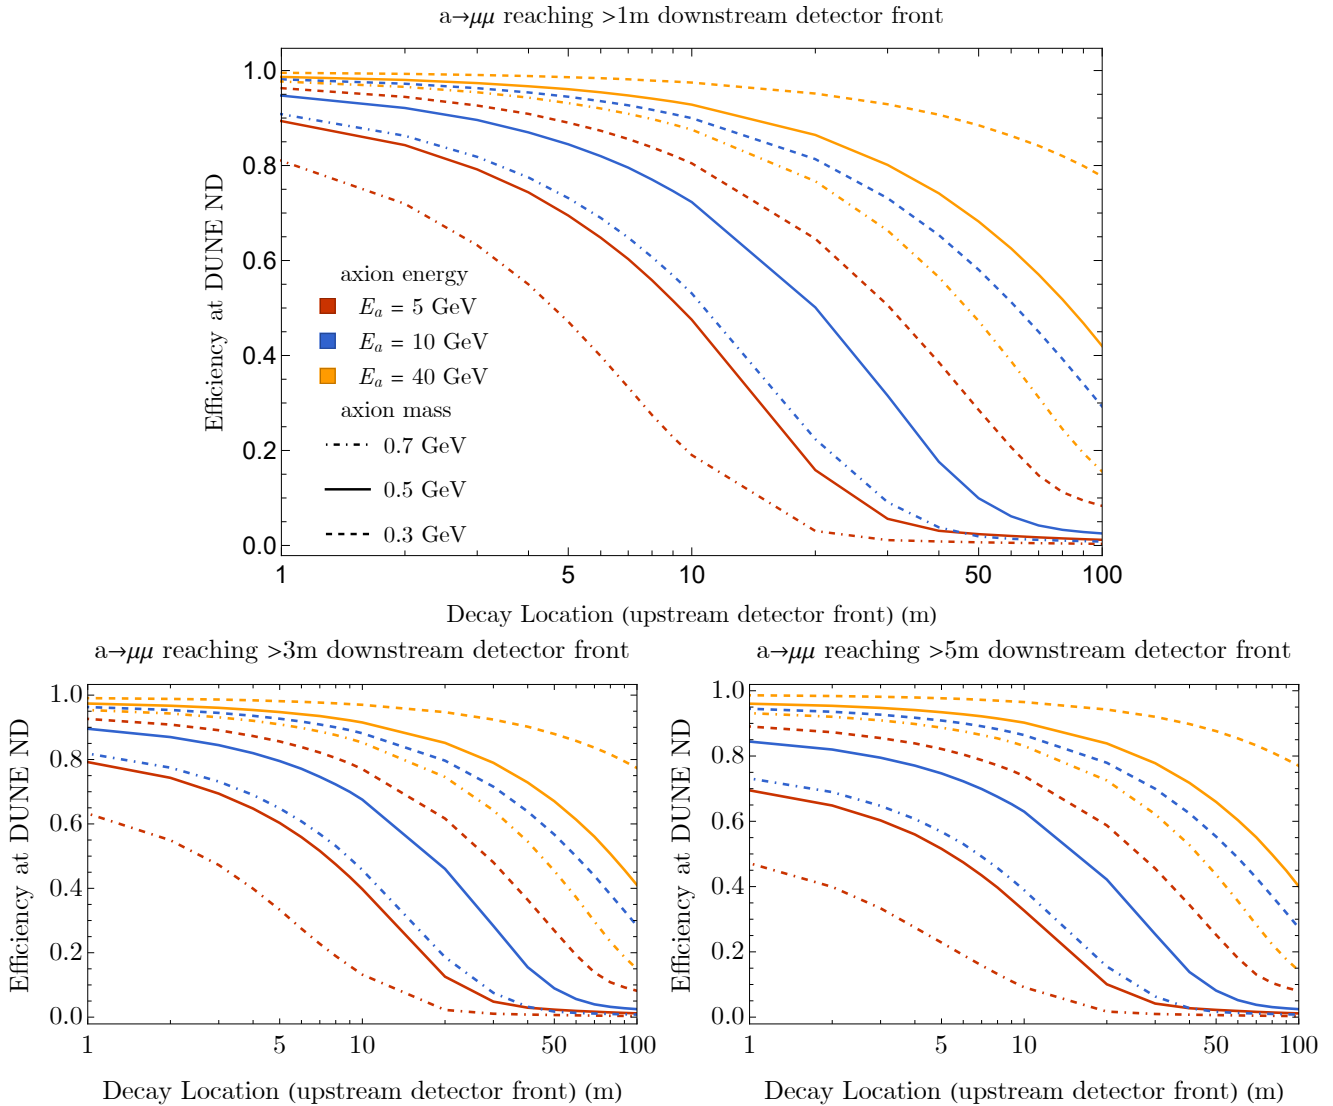 a→μμ reaching >1m downstream detector front
Efficiency at DUNE ND
1.0
0.8
0.6
0.4
0.2
0.0
axion energy
Eₐ = 5 GeV
Eₐ = 10 GeV
Eₐ = 40 GeV
axion mass
0.7 GeV
0.5 GeV
0.3 GeV
1 5 10 50 100
Decay Location (upstream detector front) (m)
a→μμ reaching >3m downstream detector front
Efficiency at DUNE ND
1.0
0.8
0.6
0.4
0.2
0.0
1 5 10 50 100
Decay Location (upstream detector front) (m)
a→μμ reaching >5m downstream detector front
Efficiency at DUNE ND
1.0
0.8
0.6
0.4
0.2
0.0
1 5 10 50 100
Decay Location (upstream detector front) (m)